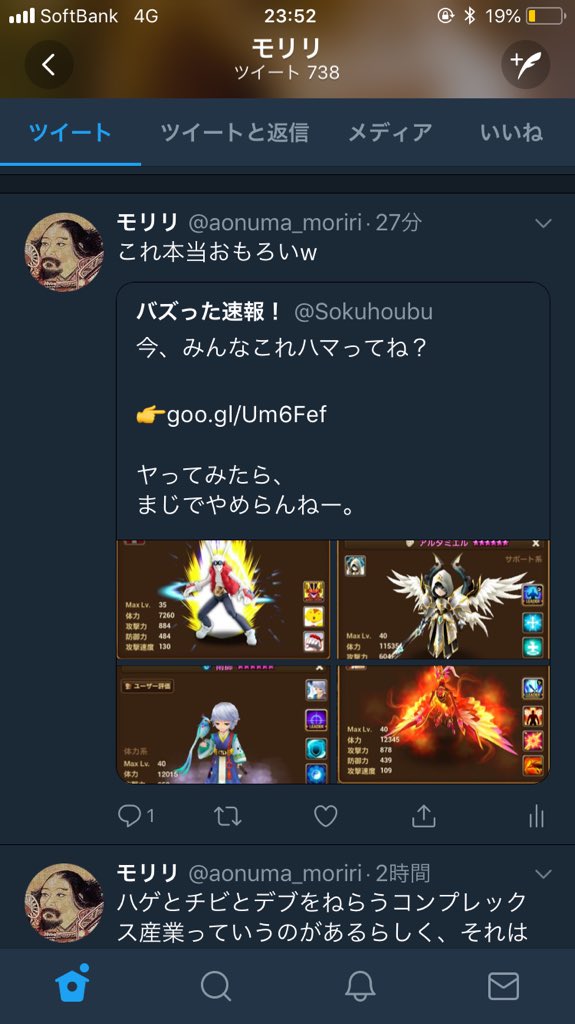 SoftBank 4G 23:52 19%
モリリ
ツイート 738
ツイート ツイートと返信 メディア いいね
モリリ @aonuma_moriri · 27分
これ本当おもろいw
バズった速報！ @Sokuhoubu
今、みんなこれハマってね？
👉goo.gl/Um6Fef
ヤってみたら、
まじでやめらんねー。
Max Lv. 35
体力 7260
攻撃力 884
防御力 484
攻撃速度 130
アルタミエル
サポート系
LEADER
Max Lv. 40
体力 11535
攻撃力
ユーザー評価
LEADER
体力系
Max Lv. 40
体力 12015
Max Lv. 40
体力 12345
攻撃力 878
防御力 439
攻撃速度 109
LEADER
1
モリリ @aonuma_moriri · 2時間
ハゲとチビとデブをねらうコンプレック
ス産業っていうのがあるらしく、それは